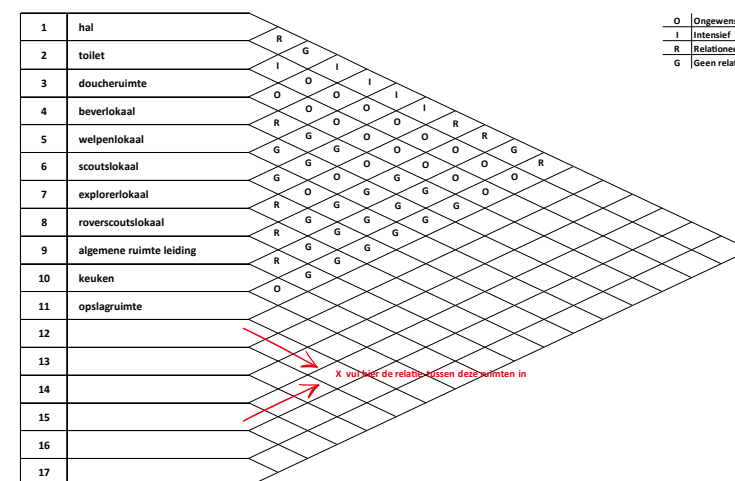 1 hal
2 toilet
3 doucheruimte
4 beverlokaal
5 welpenlokaal
6 scoutslokaal
7 explorerlokaal
8 roverscoutslokaal
9 algemene ruimte leiding
10 keuken
11 opslagruimte
12
13
14
15
16
17
R
G
I I
O I
O O I
O O I
R O O R
G O O R
G G O O G
G O O O R
G O G G O
O G G O
R G G G
G G G
R G G
G G
R G
G
O
X vul hier de relatie tussen deze ruimten in
O Ongewens
I Intensief
R Relationee
G Geen relat